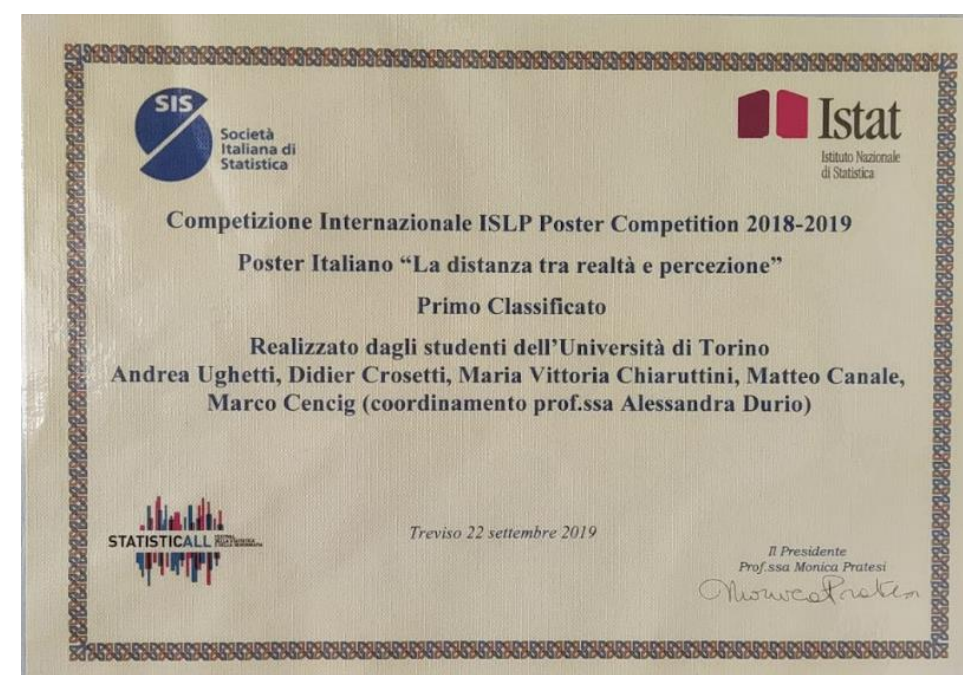 SIS
Società
Italiana di
Statistica
Istat
Istituto Nazionale
di Statistica
Competizione Internazionale ISLP Poster Competition 2018-2019
Poster Italiano “La distanza tra realtà e percezione”
Primo Classificato
Realizzato dagli studenti dell’Università di Torino
Andrea Ughetti, Didier Crosetti, Maria Vittoria Chiaruttini, Matteo Canale,
Marco Cencig (coordinamento prof.ssa Alessandra Durio)
STATISTICALL
Treviso 22 settembre 2019
Il Presidente
Prof.ssa Monica Pratesi
Monica Pratesi